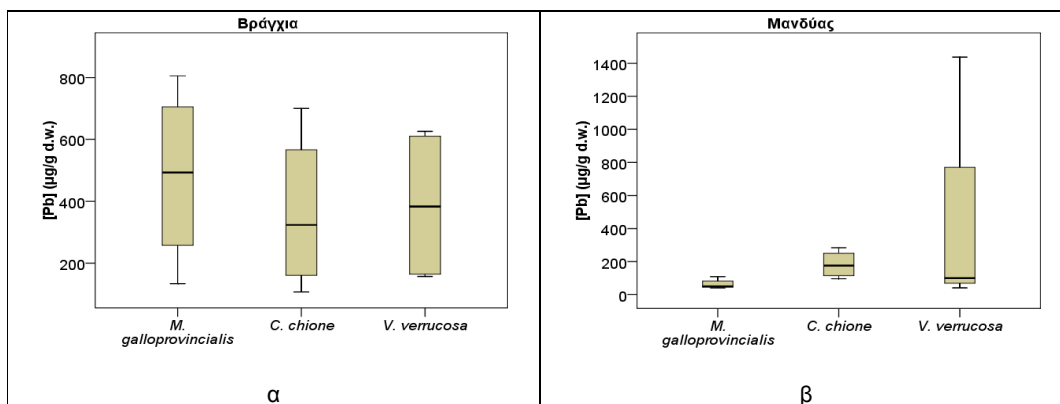 Βράγχια
[Pb] (μg/g d.w.)
800
600
400
200
M.
galloprovincialis
C. chione
V. verrucosa
α
Μανδύας
[Pb] (μg/g d.w.)
1400
1200
1000
800
600
400
200
0
M.
galloprovincialis
C. chione
V. verrucosa
β